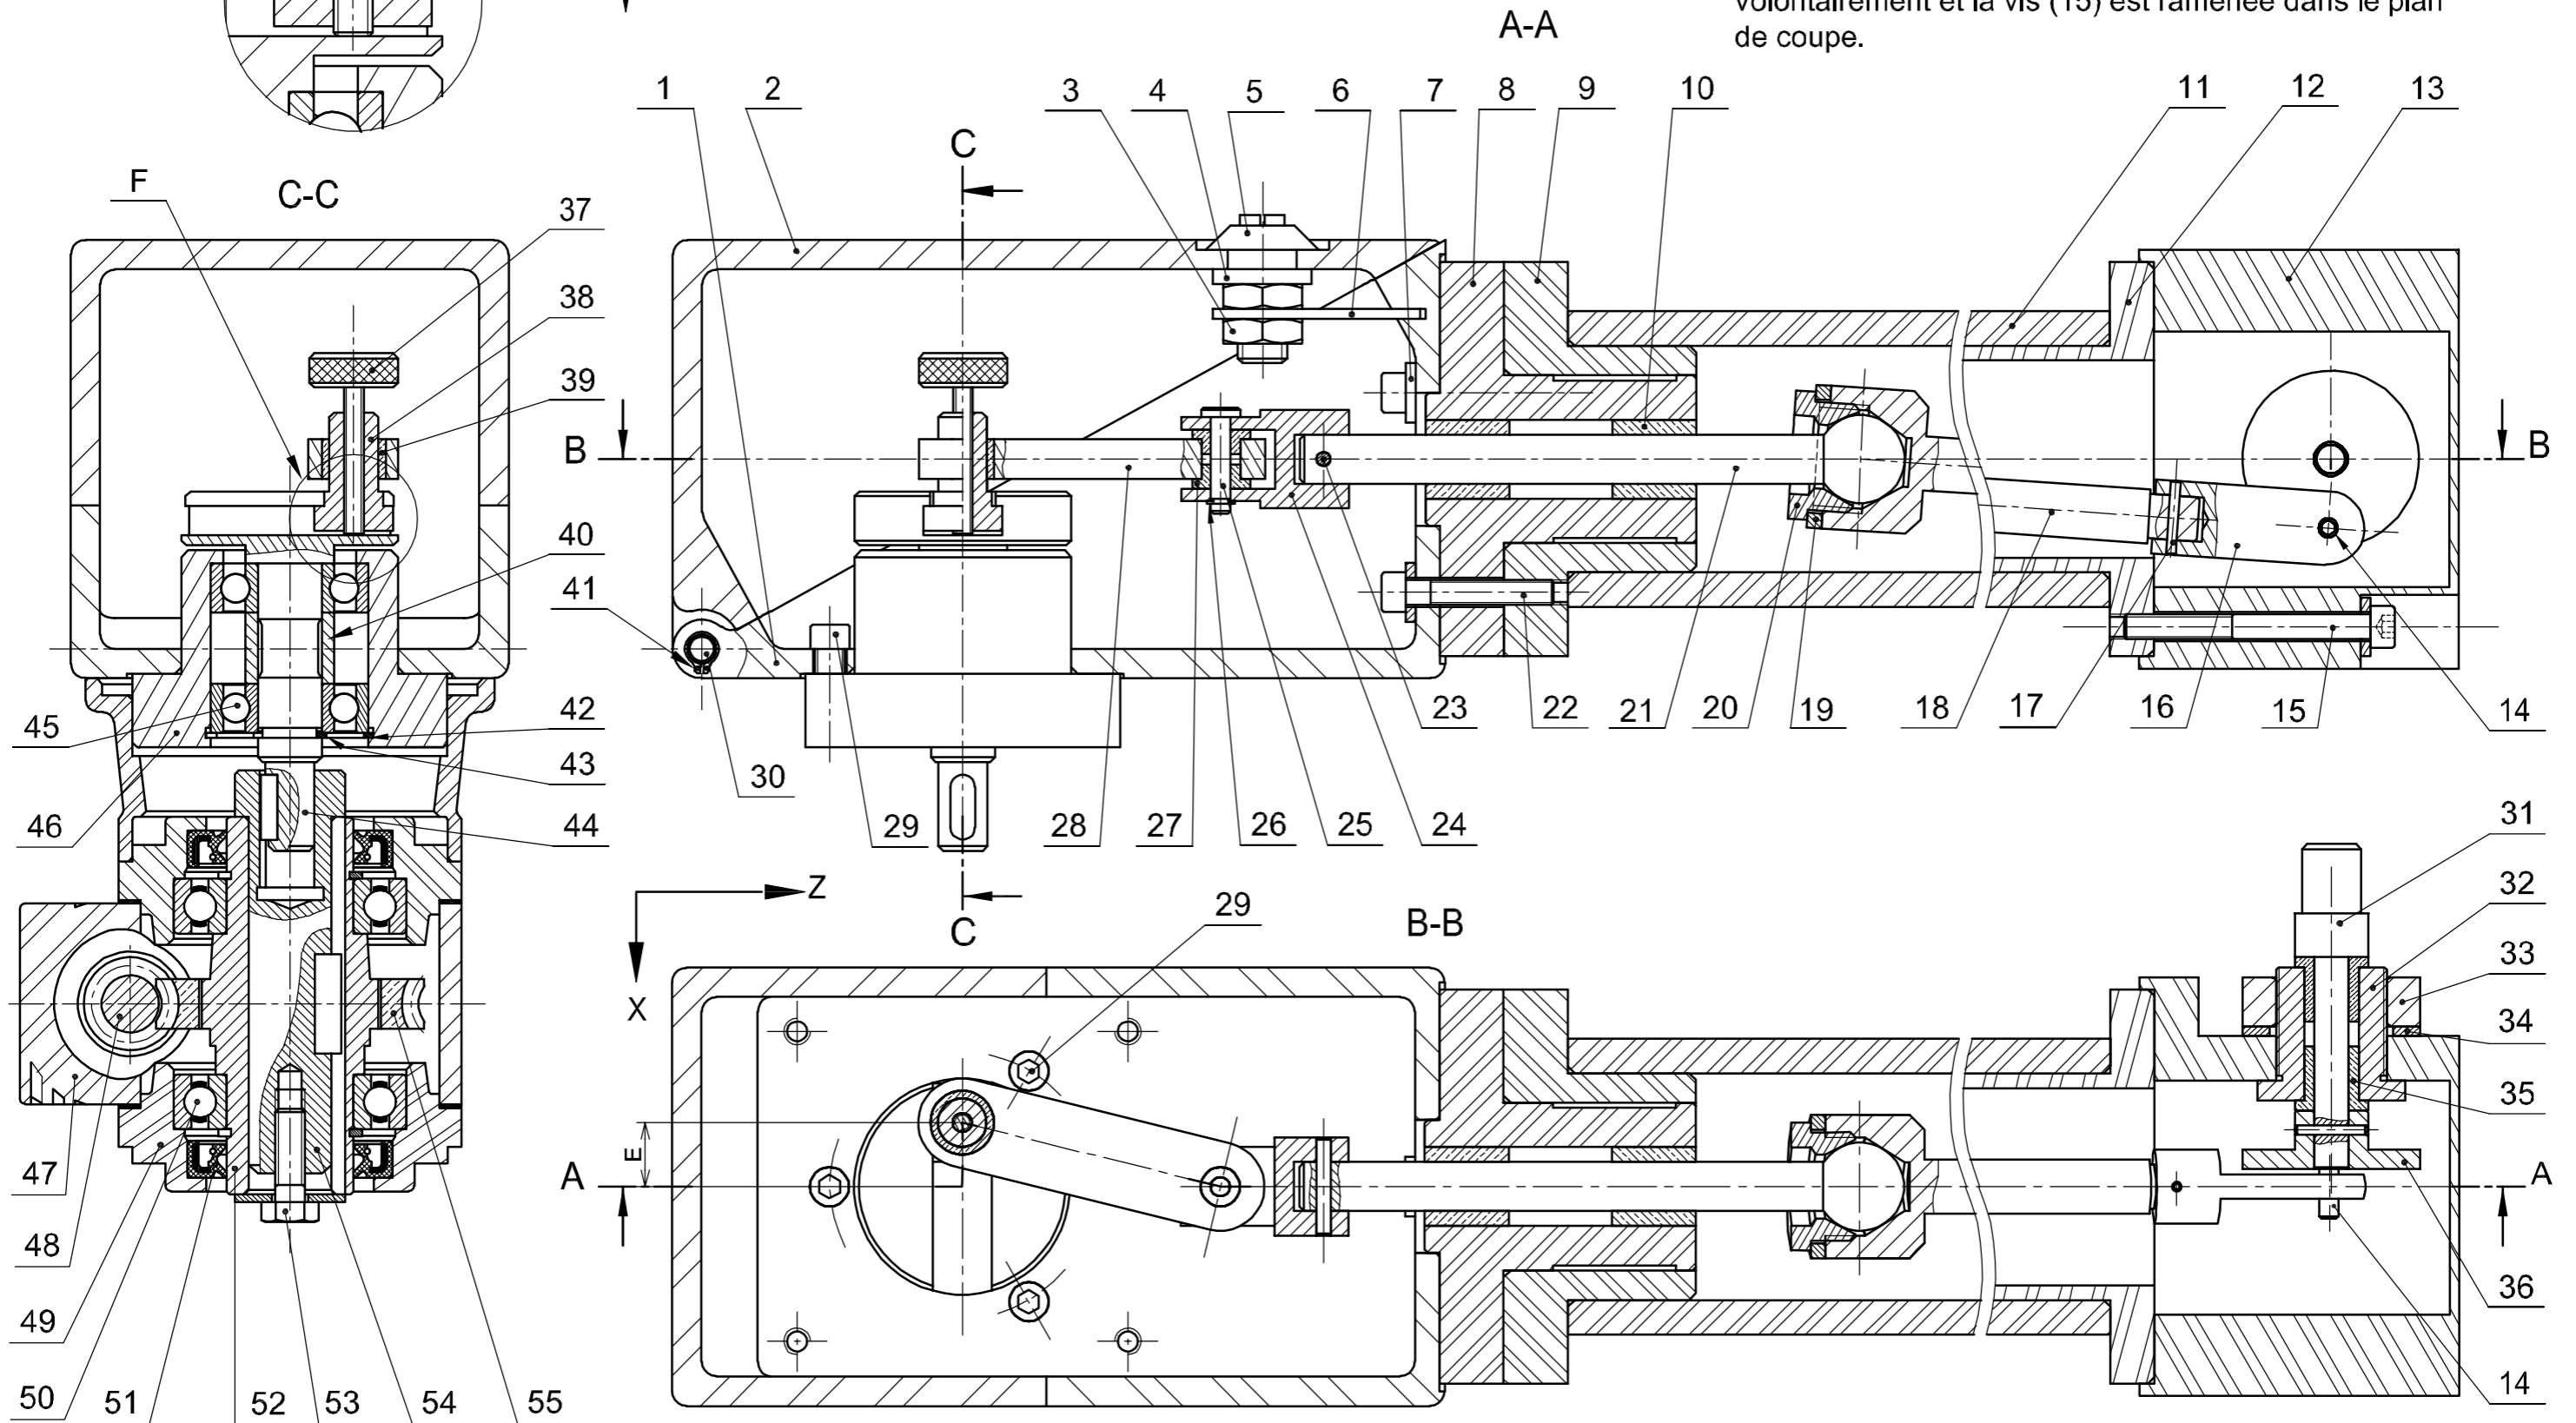 volontairement et la vis (15) est ramenée dans le plan
de coupe.
A-A
1 2 3 4 5 6 7 8 9 10 11 12 13
C
F
C-C
37
38
39
40
41
B
B
45
42
43
46
44
30
29 28 27 26 25 24
23 22 21 20 19 18 17 16 15 14
31
Z
X
C
29
B-B
32
33
34
35
E
A
A
47
48
36
49
50 51 52 53 54 55
14